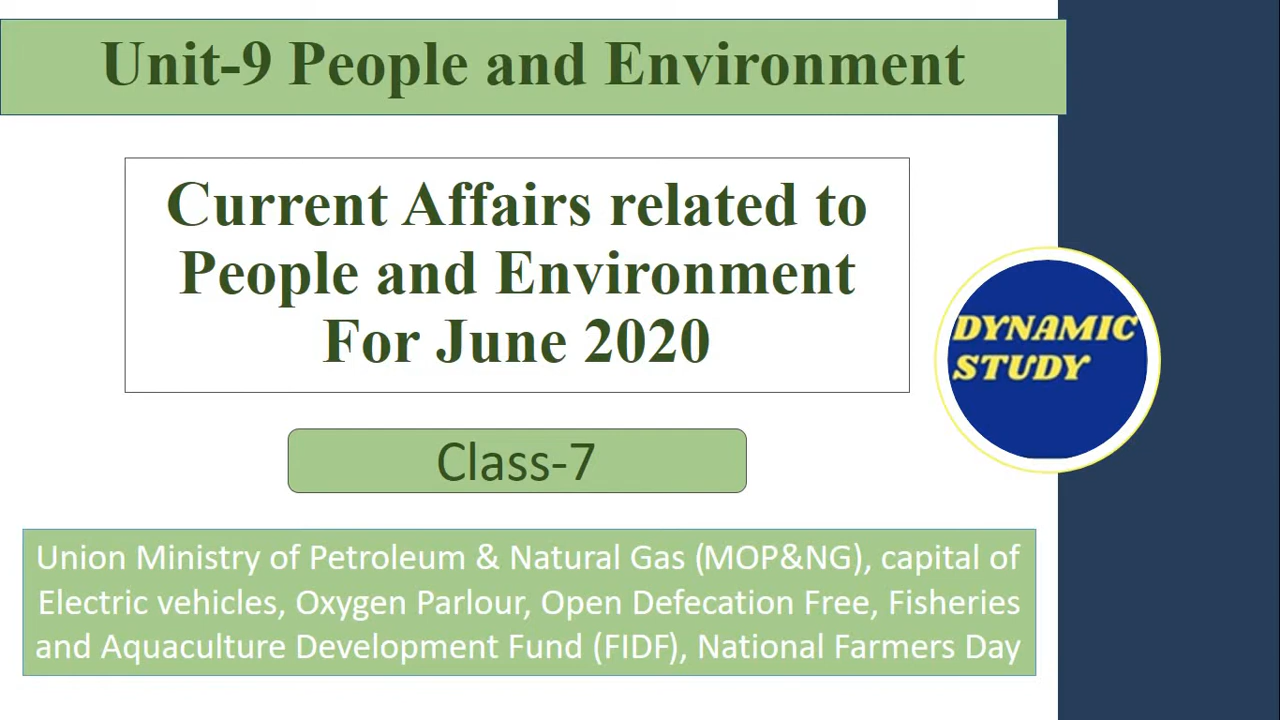 Unit-9 People and Environment
Current Affairs related to
People and Environment
For June 2020
DYNAMIC
STUDY
Class-7
Union Ministry of Petroleum & Natural Gas (MOP&NG), capital of
Electric vehicles, Oxygen Parlour, Open Defecation Free, Fisheries
and Aquaculture Development Fund (FIDF), National Farmers Day